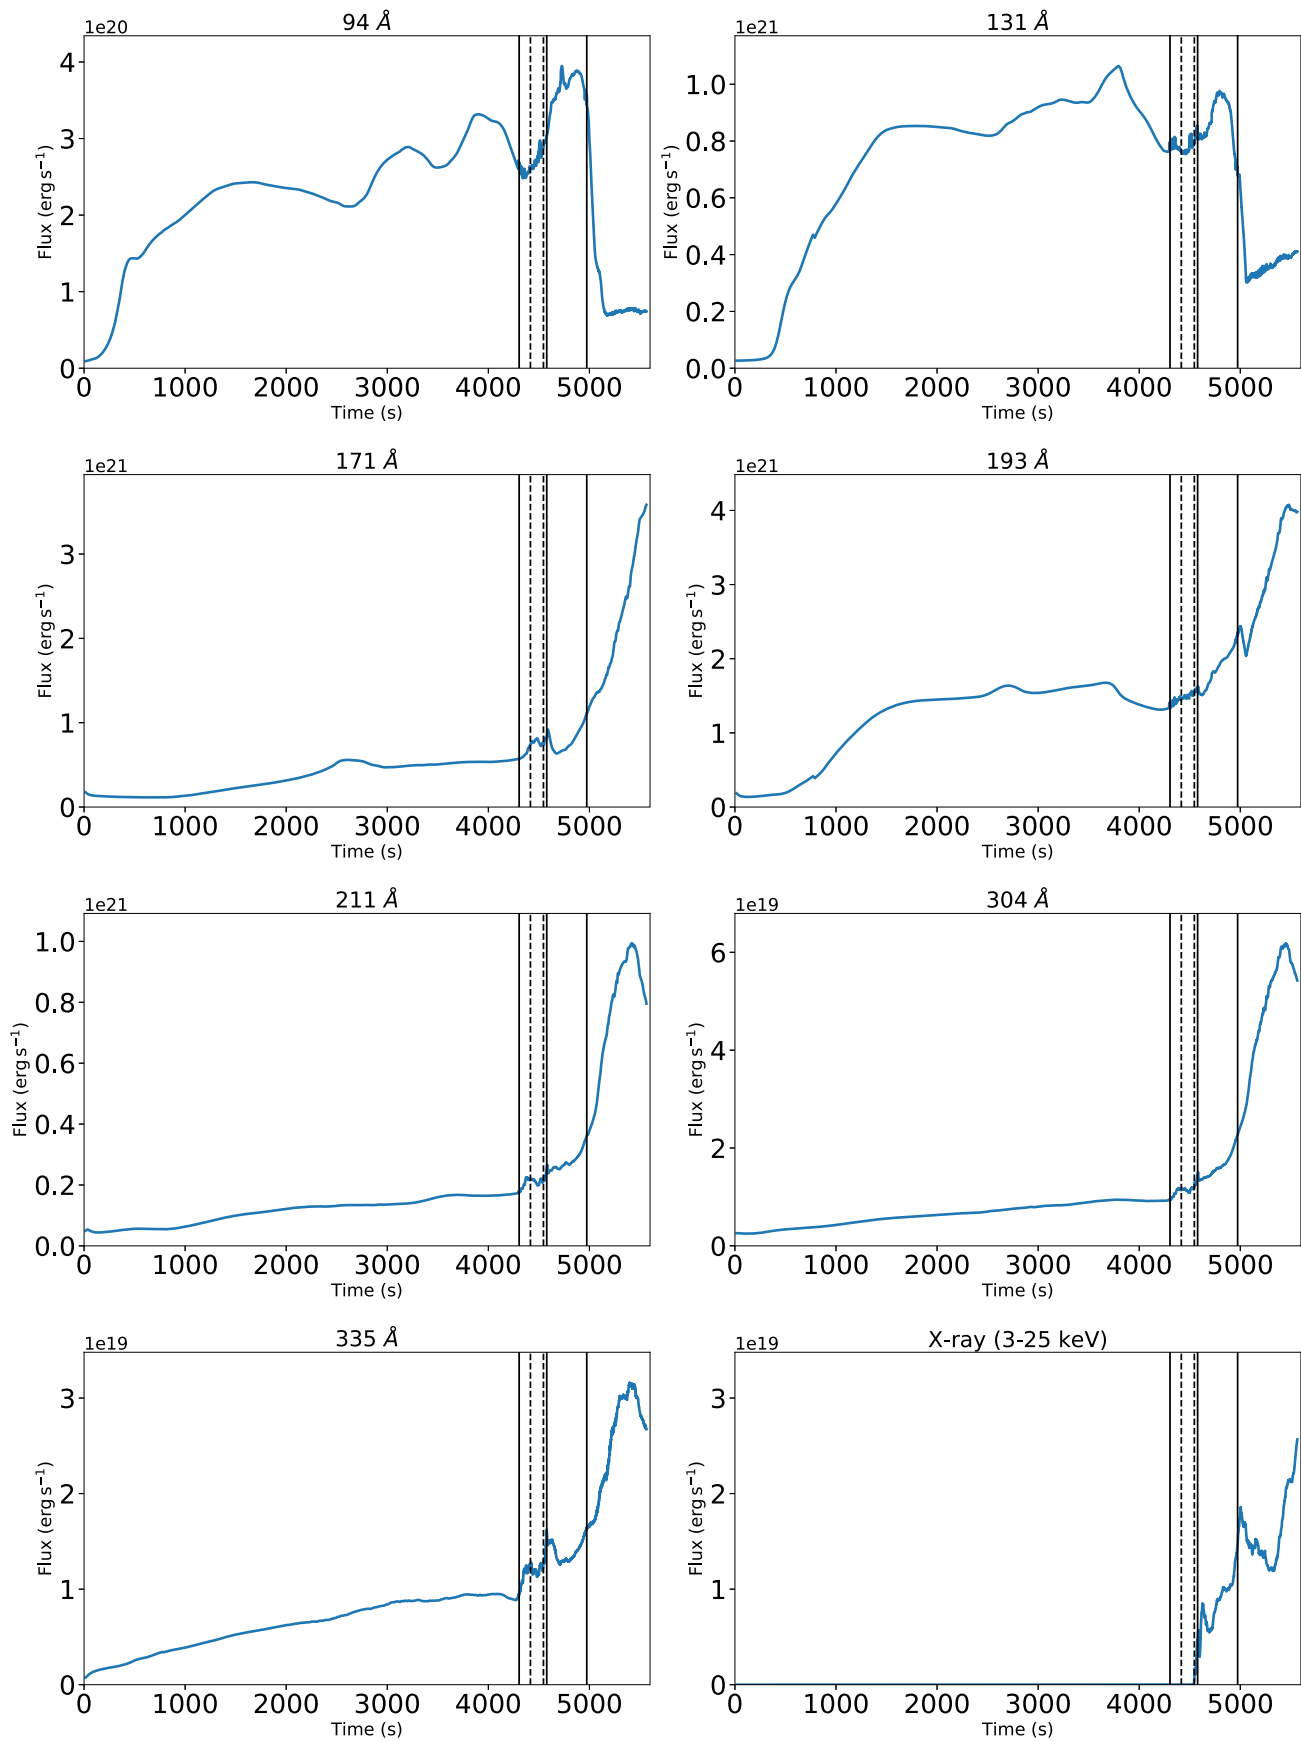 1e20
94 Å
Flux (erg s⁻¹)
4
3
2
1
0
0 1000 2000 3000 4000 5000
Time (s)
1e21
131 Å
Flux (erg s⁻¹)
1.0
0.8
0.6
0.4
0.2
0.0
0 1000 2000 3000 4000 5000
Time (s)
1e21
171 Å
Flux (erg s⁻¹)
3
2
1
0
0 1000 2000 3000 4000 5000
Time (s)
1e21
193 Å
Flux (erg s⁻¹)
4
3
2
1
0
0 1000 2000 3000 4000 5000
Time (s)
1e21
211 Å
Flux (erg s⁻¹)
1.0
0.8
0.6
0.4
0.2
0.0
0 1000 2000 3000 4000 5000
Time (s)
1e19
304 Å
Flux (erg s⁻¹)
6
4
2
0
0 1000 2000 3000 4000 5000
Time (s)
1e19
335 Å
Flux (erg s⁻¹)
3
2
1
0
0 1000 2000 3000 4000 5000
Time (s)
1e19
X-ray (3-25 keV)
Flux (erg s⁻¹)
3
2
1
0
0 1000 2000 3000 4000 5000
Time (s)